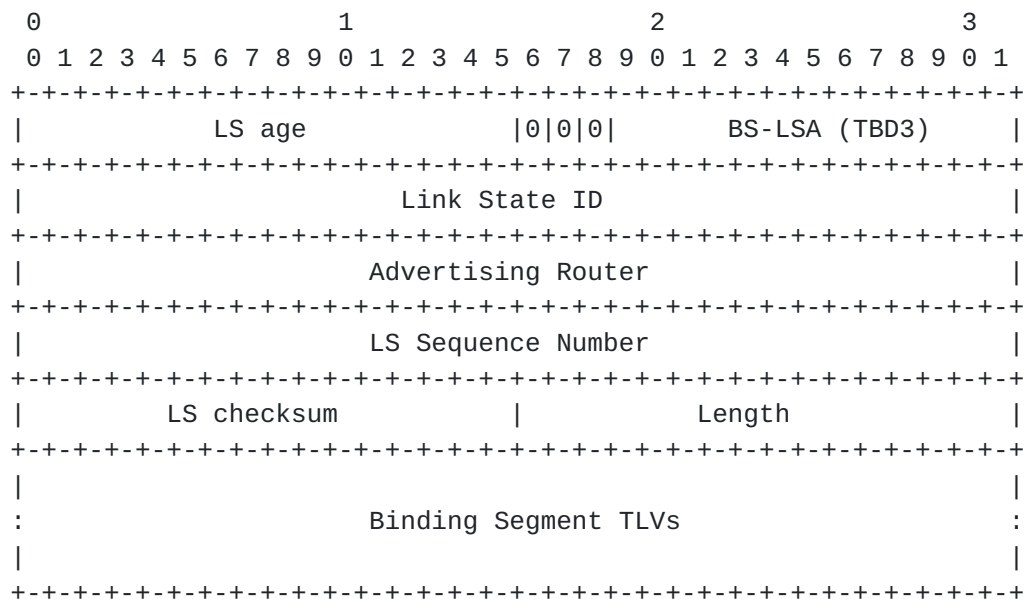 0                   1                   2                   3
 0 1 2 3 4 5 6 7 8 9 0 1 2 3 4 5 6 7 8 9 0 1 2 3 4 5 6 7 8 9 0 1
+-+-+-+-+-+-+-+-+-+-+-+-+-+-+-+-+-+-+-+-+-+-+-+-+-+-+-+-+-+-+-+-+
|            LS age             |0|0|0|       BS-LSA (TBD3)     |
+-+-+-+-+-+-+-+-+-+-+-+-+-+-+-+-+-+-+-+-+-+-+-+-+-+-+-+-+-+-+-+-+
|                        Link State ID                          |
+-+-+-+-+-+-+-+-+-+-+-+-+-+-+-+-+-+-+-+-+-+-+-+-+-+-+-+-+-+-+-+-+
|                      Advertising Router                       |
+-+-+-+-+-+-+-+-+-+-+-+-+-+-+-+-+-+-+-+-+-+-+-+-+-+-+-+-+-+-+-+-+
|                      LS Sequence Number                       |
+-+-+-+-+-+-+-+-+-+-+-+-+-+-+-+-+-+-+-+-+-+-+-+-+-+-+-+-+-+-+-+-+
|         LS checksum           |           Length              |
+-+-+-+-+-+-+-+-+-+-+-+-+-+-+-+-+-+-+-+-+-+-+-+-+-+-+-+-+-+-+-+-+
|                                                               |
:                      Binding Segment TLVs                     :
|                                                               |
+-+-+-+-+-+-+-+-+-+-+-+-+-+-+-+-+-+-+-+-+-+-+-+-+-+-+-+-+-+-+-+-+